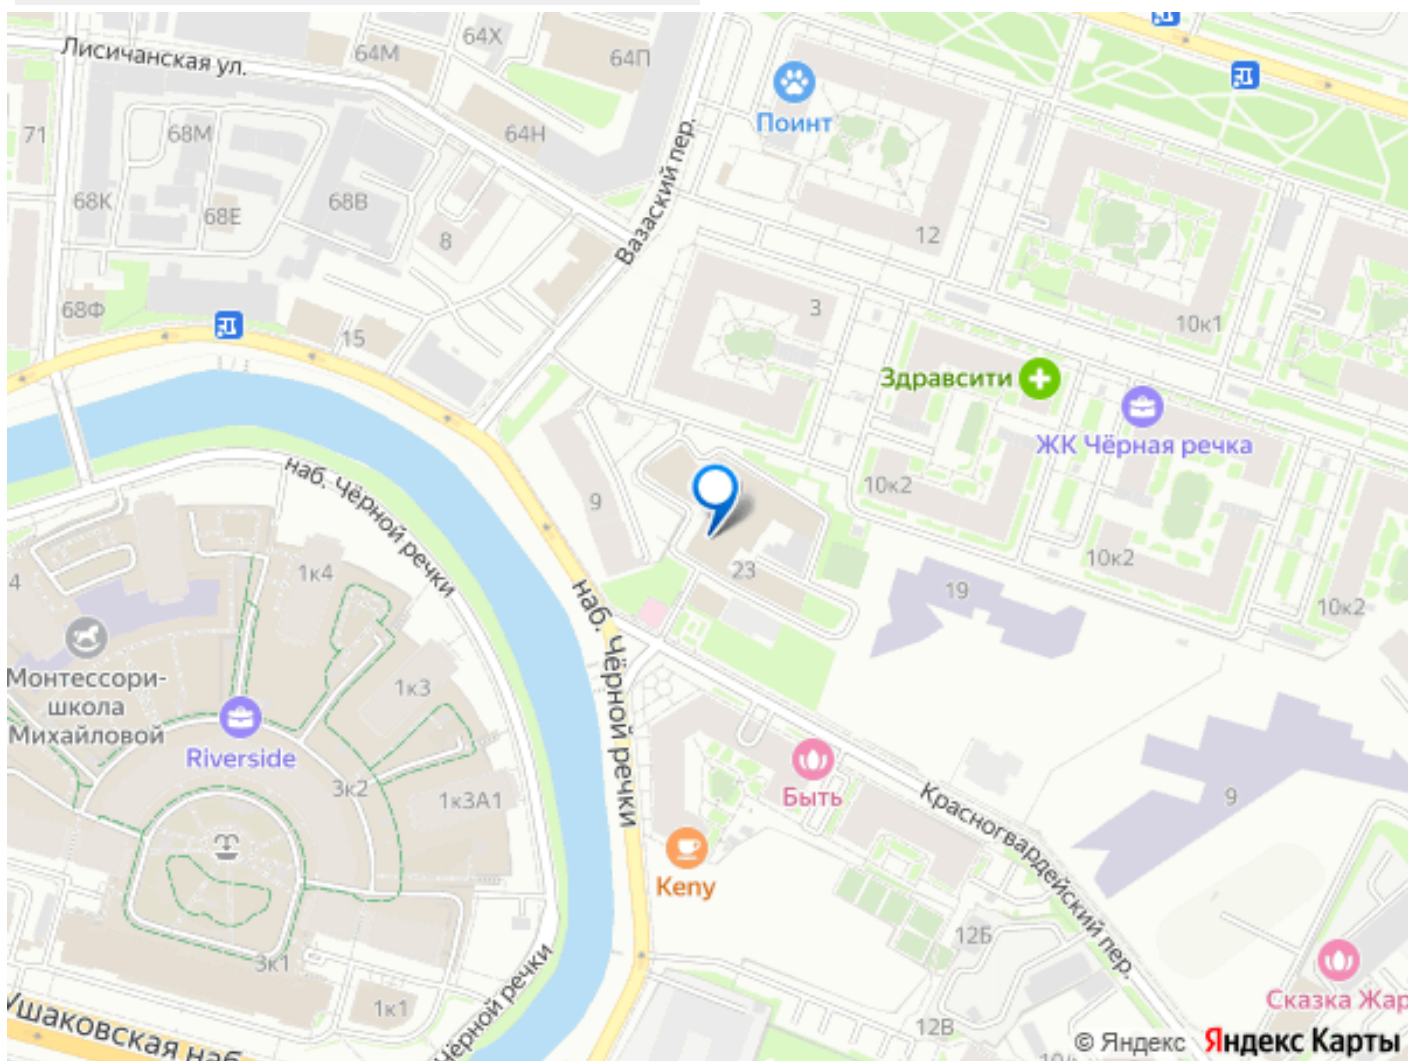 Лисичанская ул.
64М
64Х
64П
71
68М
64Н
Поинт
68К
68Е
68В
8
Вазаский пер.
12
68Ф
15
3
10к1
Здравсити
ЖК Чёрная речка
наб. Чёрной речки
9
10к2
23
10к2
19
10к2
4
1к4
наб. Чёрной речки
Монтессори-
школа
Михайловой
1к3
Riverside
3к2
1к3А1
Быть
Красногвардейский пер.
9
Keny
12Б
3к1
1к1
Чёрной речки
Ушаковская наб.
12В
Сказка Жар
© Яндекс Яндекс Карты